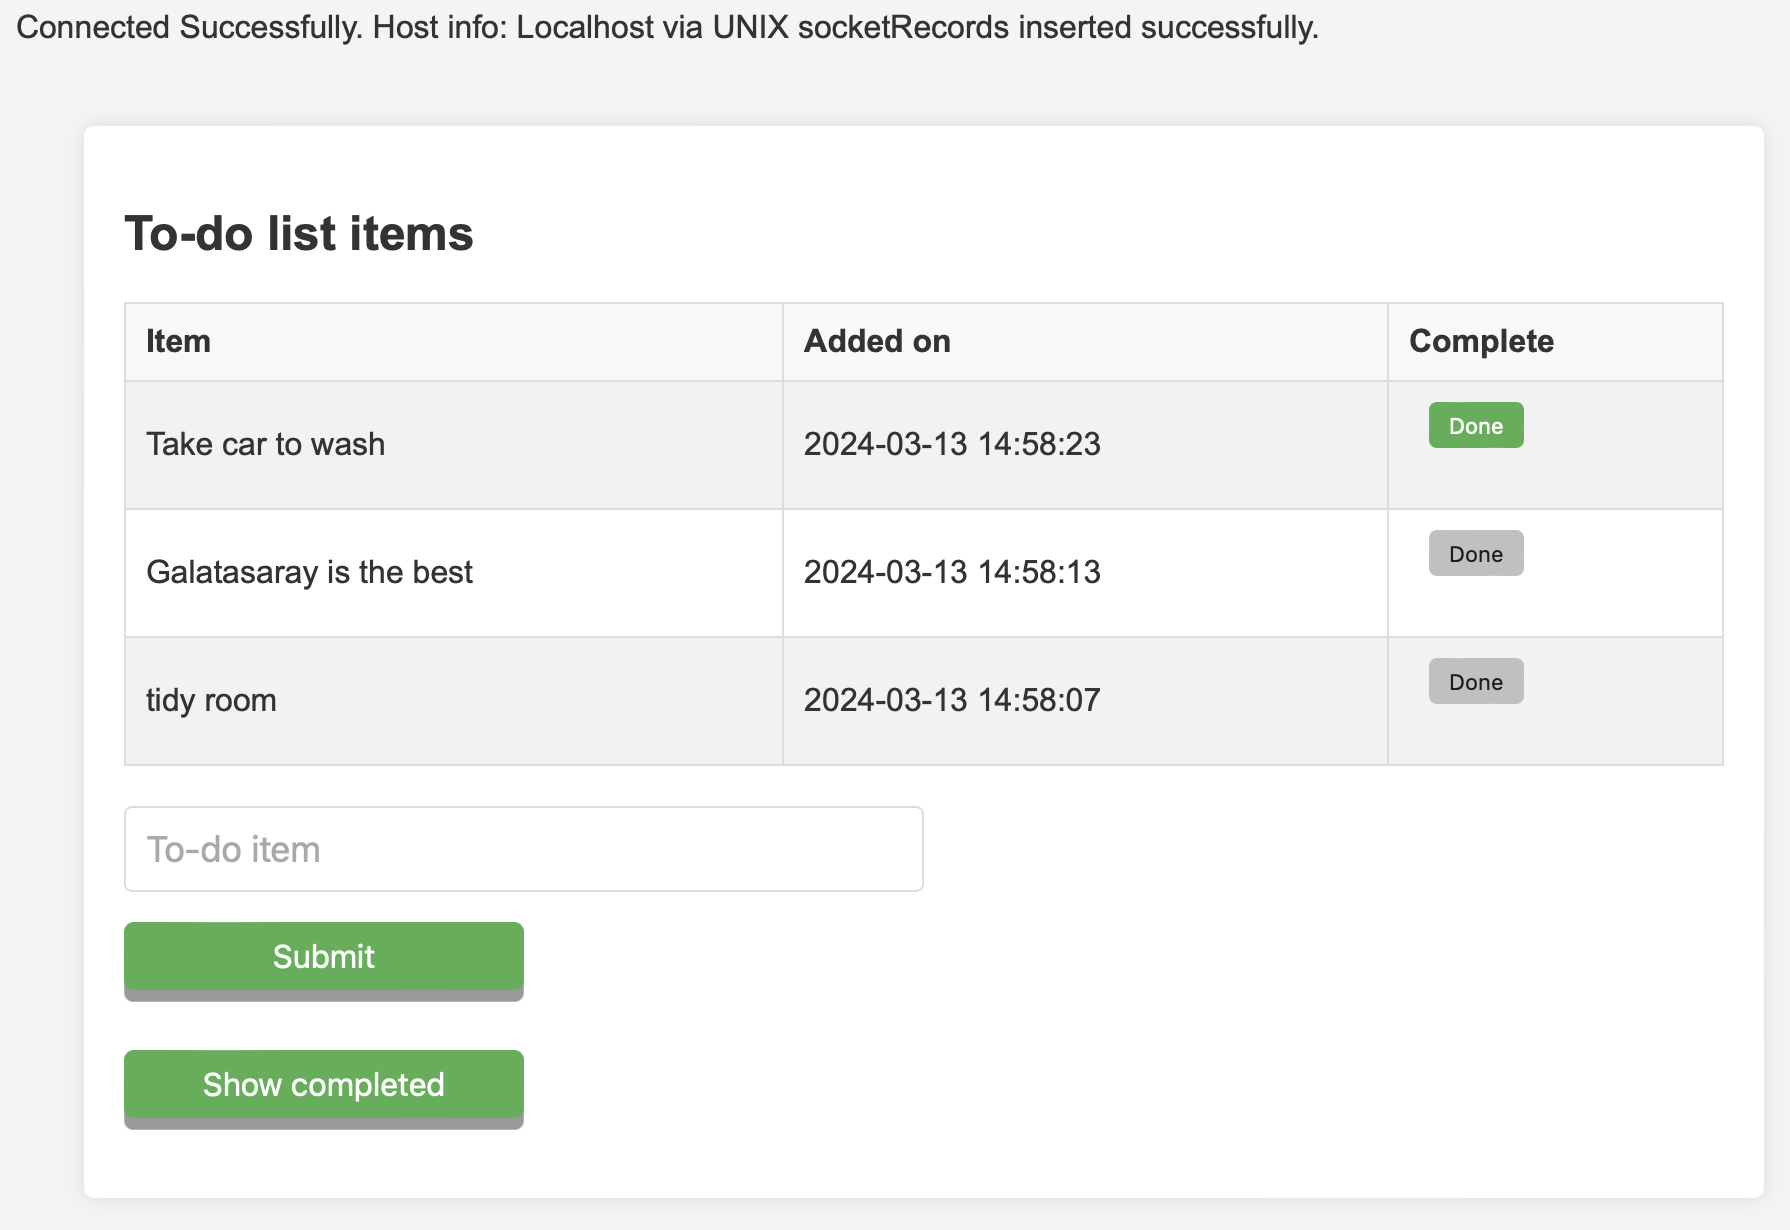 Connected Successfully. Host info: Localhost via UNIX socketRecords inserted successfully.
To-do list items
Item Added on Complete
Take car to wash 2024-03-13 14:58:23 Done
Galatasaray is the best 2024-03-13 14:58:13 Done
tidy room 2024-03-13 14:58:07 Done
To-do item
Submit
Show completed